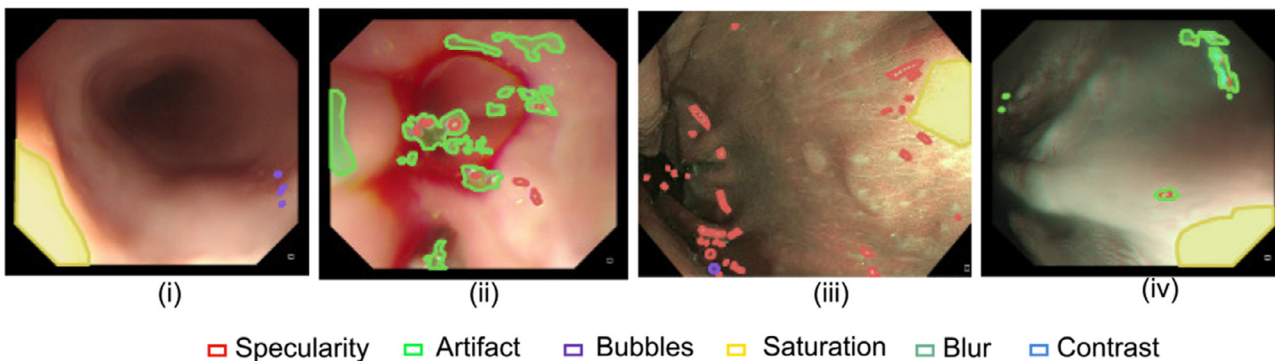 (i) (ii) (iii) (iv)
Specularity Artifact Bubbles Saturation Blur Contrast